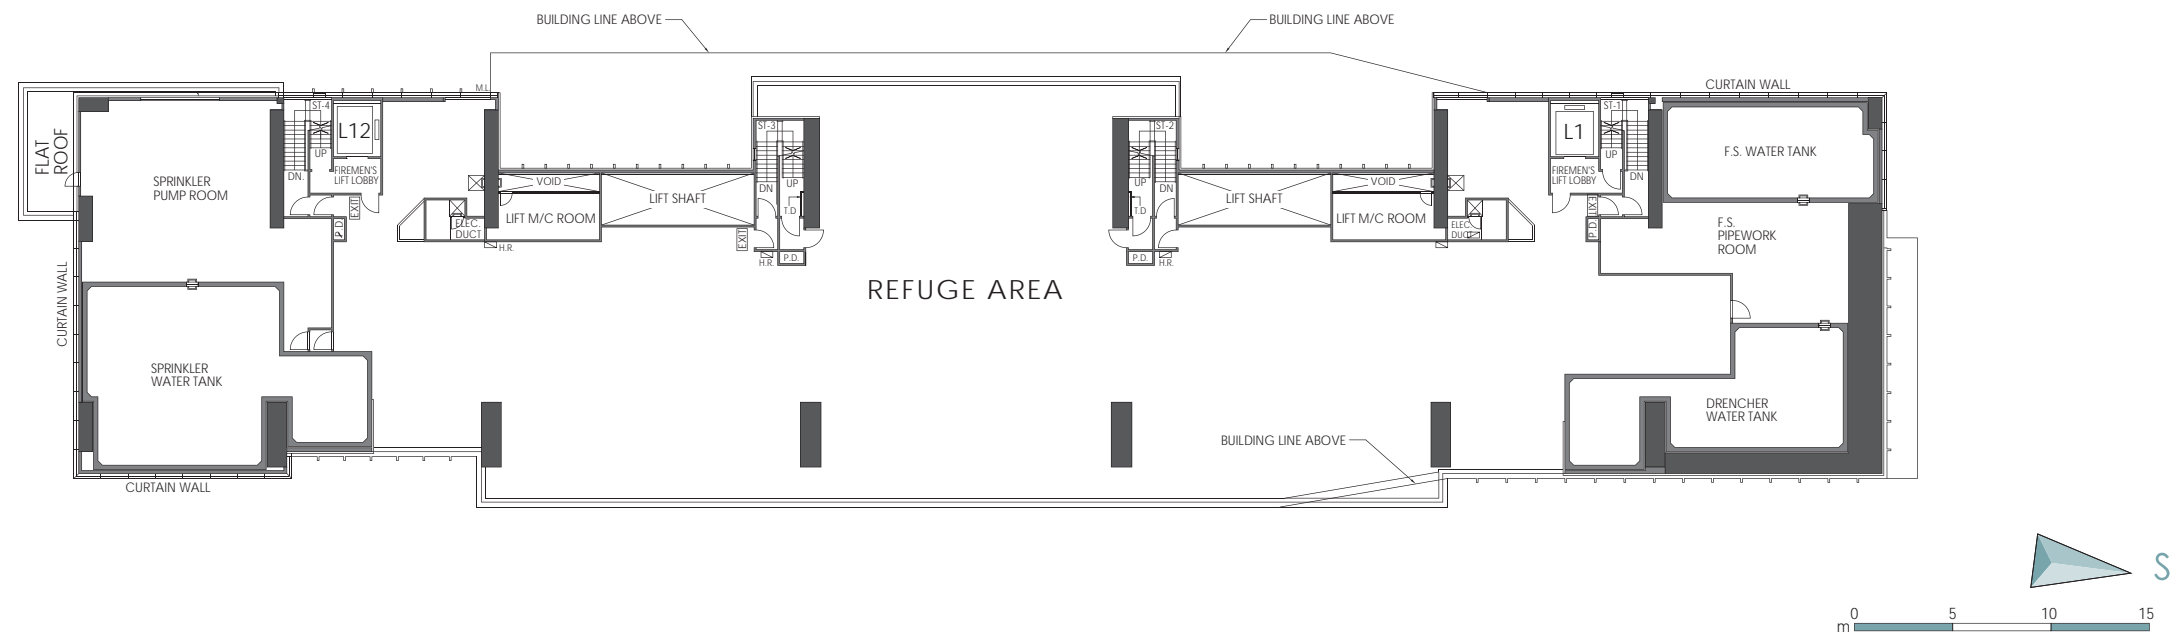 BUILDING LINE ABOVE
BUILDING LINE ABOVE
M.L.
CURTAIN WALL
FLAT
ROOF
SPRINKLER
PUMP ROOM
ST-4
UP
DN.
L12
FIREMEN'S
LIFT LOBBY
EXIT
P.D.
ELEC.
DUCT
H.R.
VOID
LIFT M/C ROOM
LIFT SHAFT
ST-3
DN
UP
T.D
EXIT
H.R.
P.D.
ST-2
UP
DN
T.D
P.D.
H.R.
LIFT SHAFT
VOID
LIFT M/C ROOM
ELEC.
DUCT
L1
FIREMEN'S
LIFT LOBBY
ST-1
UP
DN
EXIT
P.D.
F.S. WATER TANK
F.S.
PIPEWORK
ROOM
REFUGE AREA
CURTAIN WALL
SPRINKLER
WATER TANK
CURTAIN WALL
BUILDING LINE ABOVE
DRENCHER
WATER TANK
S
0 5 10 15
m